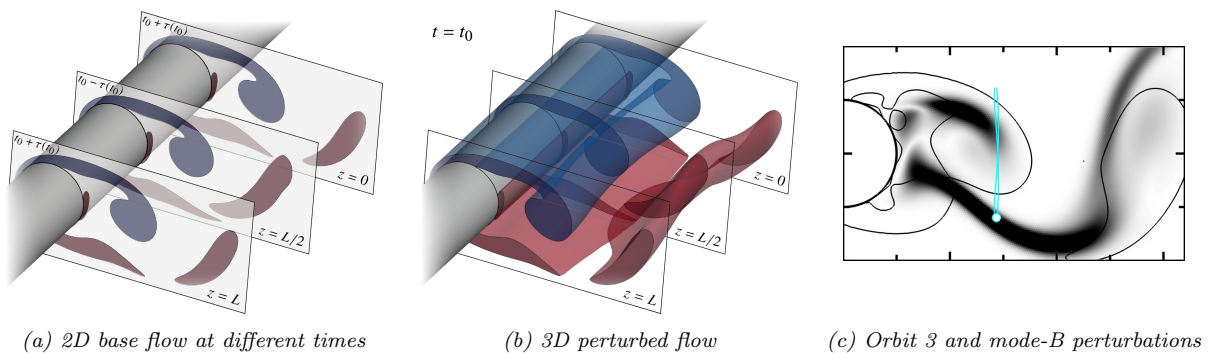 t₀ + τ(t₀)
t₀ − τ(t₀)
t₀ + τ(t₀)
z = 0
z = L/2
z = L
t = t₀
z = 0
z = L/2
z = L
(a) 2D base flow at different times
(b) 3D perturbed flow
(c) Orbit 3 and mode-B perturbations